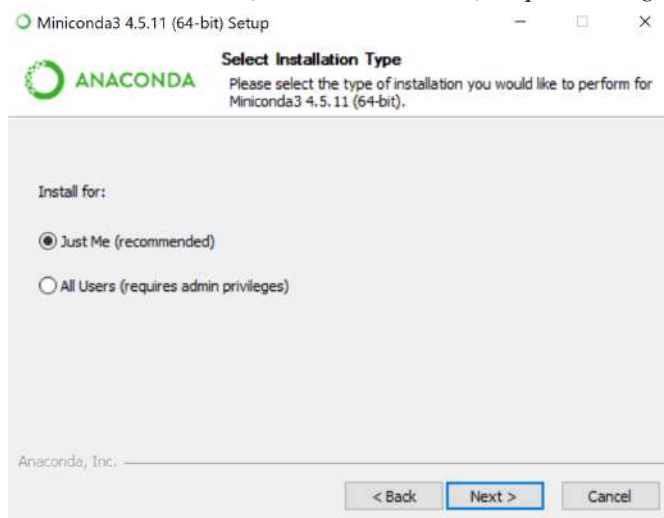 Miniconda3 4.5.11 (64-bit) Setup
ANACONDA
Select Installation Type
Please select the type of installation you would like to perform for
Miniconda3 4.5.11 (64-bit).
Install for:
Just Me (recommended)
All Users (requires admin privileges)
Anaconda, Inc.
< Back Next > Cancel